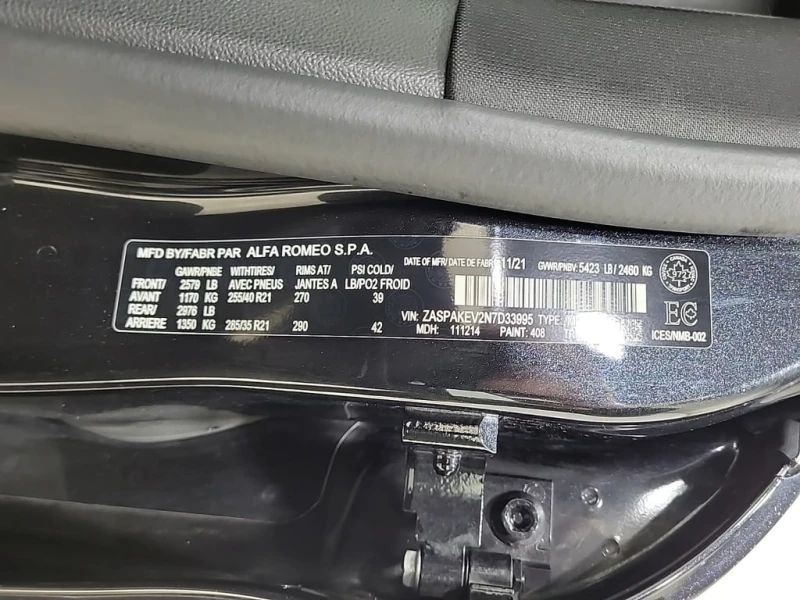 MFD BY/FABR PAR ALFA ROMEO S.P.A.
GAWR/PNBE WITHTIRES/ RIMS AT/ PSI COLD/
FRONT/ 2579 LB AVEC PNEUS JANTES A LB/PO2 FROID
AVANT 1170 KG 255/40 R21 270 39
REAR/ 2976 LB
ARRIERE 1350 KG 285/35 R21 290 42
DATE OF MFR/DATE DE FABR 11/21 GVWR/PNBV: 5423 LB / 2460 KG
VIN: ZASPAKEV2N7D33995 TYPE:
MDH: 111214 PAINT: 408
CANADA
EC
ICES/NMB-002